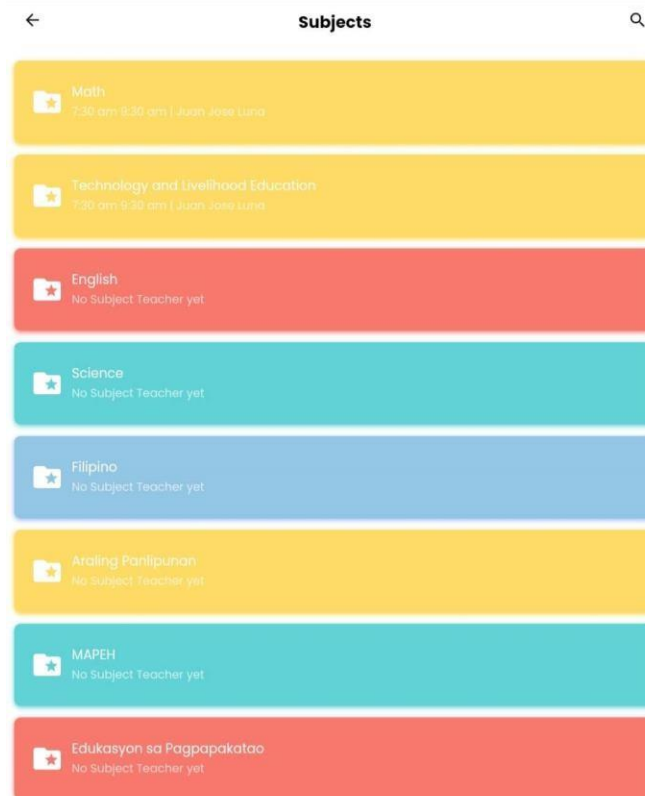 Subjects
Math
7:30 am 9:30 am | Juan Jose Luna
Technology and Livelihood Education
7:30 am 9:30 am | Juan Jose Luna
English
No Subject Teacher yet
Science
No Subject Teacher yet
Filipino
No Subject Teacher yet
Araling Panlipunan
No Subject Teacher yet
MAPEH
No Subject Teacher yet
Edukasyon sa Pagpapakatao
No Subject Teacher yet